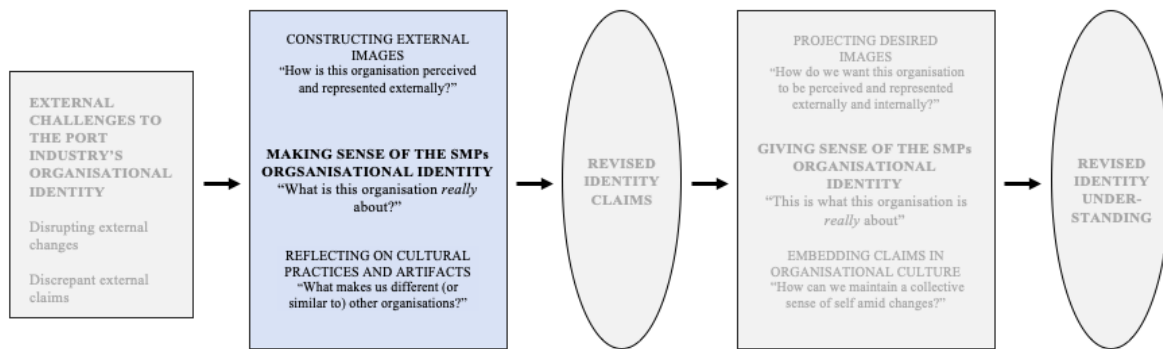 EXTERNAL
CHALLENGES TO
THE PORT
INDUSTRY'S
ORGANISATIONAL
IDENTITY
Disrupting external
changes
Discrepant external
claims
CONSTRUCTING EXTERNAL
IMAGES
“How is this organisation perceived
and represented externally?”
MAKING SENSE OF THE SMPs
ORGSANISATIONAL IDENTITY
“What is this organisation really
about?”
REFLECTING ON CULTURAL
PRACTICES AND ARTIFACTS
“What makes us different (or
similar to) other organisations?”
REVISED
IDENTITY
CLAIMS
PROJECTING DESIRED
IMAGES
“How do we want this organisation
to be perceived and represented
externally and internally?”
GIVING SENSE OF THE SMPs
ORGANISATIONAL
IDENTITY
“This is what this organisation is
really about”
EMBEDDING CLAIMS IN
ORGANISATIONAL CULTURE
“How can we maintain a collective
sense of self amid changes?”
REVISED
IDENTITY
UNDER-
STANDING